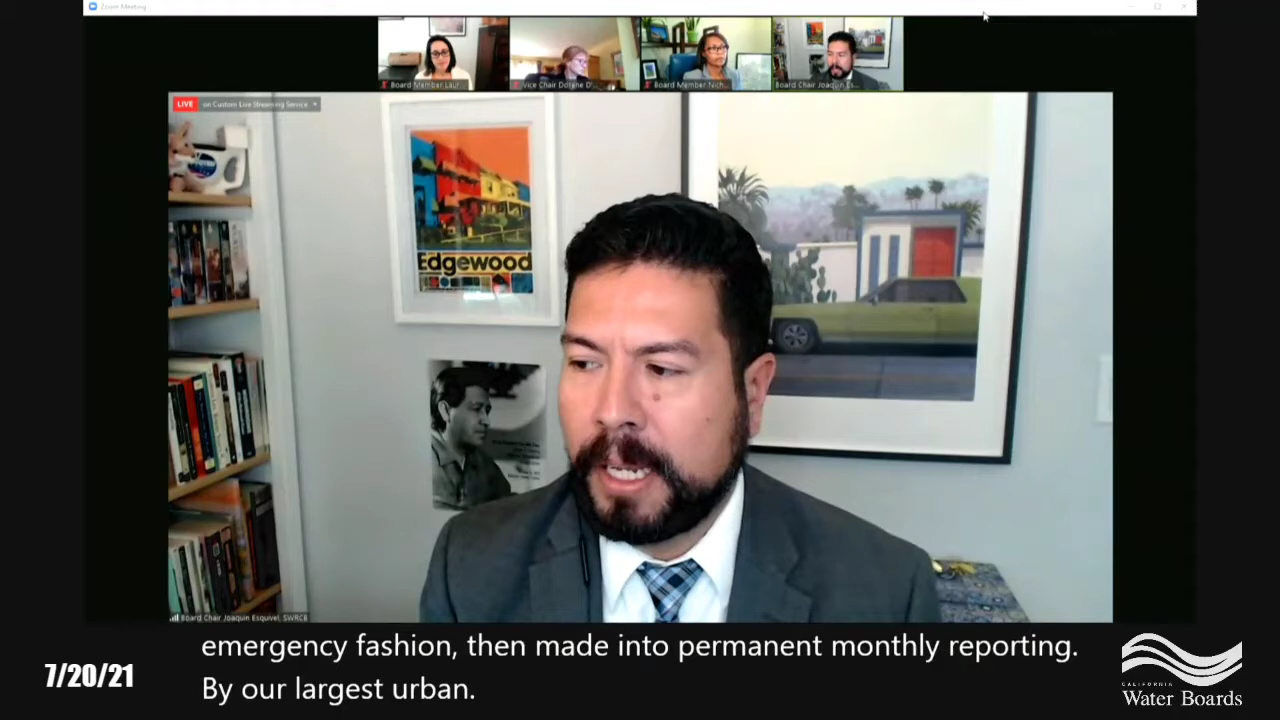 Zoom Meeting
Board Member Laur...
Vice Chair Dorene D'...
Board Member Nich...
Board Chair Joaquin Es...
LIVE on Custom Live Streaming Service
Edgewood
Board Chair Joaquin Esquivel, SWRCB
emergency fashion, then made into permanent monthly reporting.
By our largest urban.
7/20/21
CALIFORNIA
Water Boards